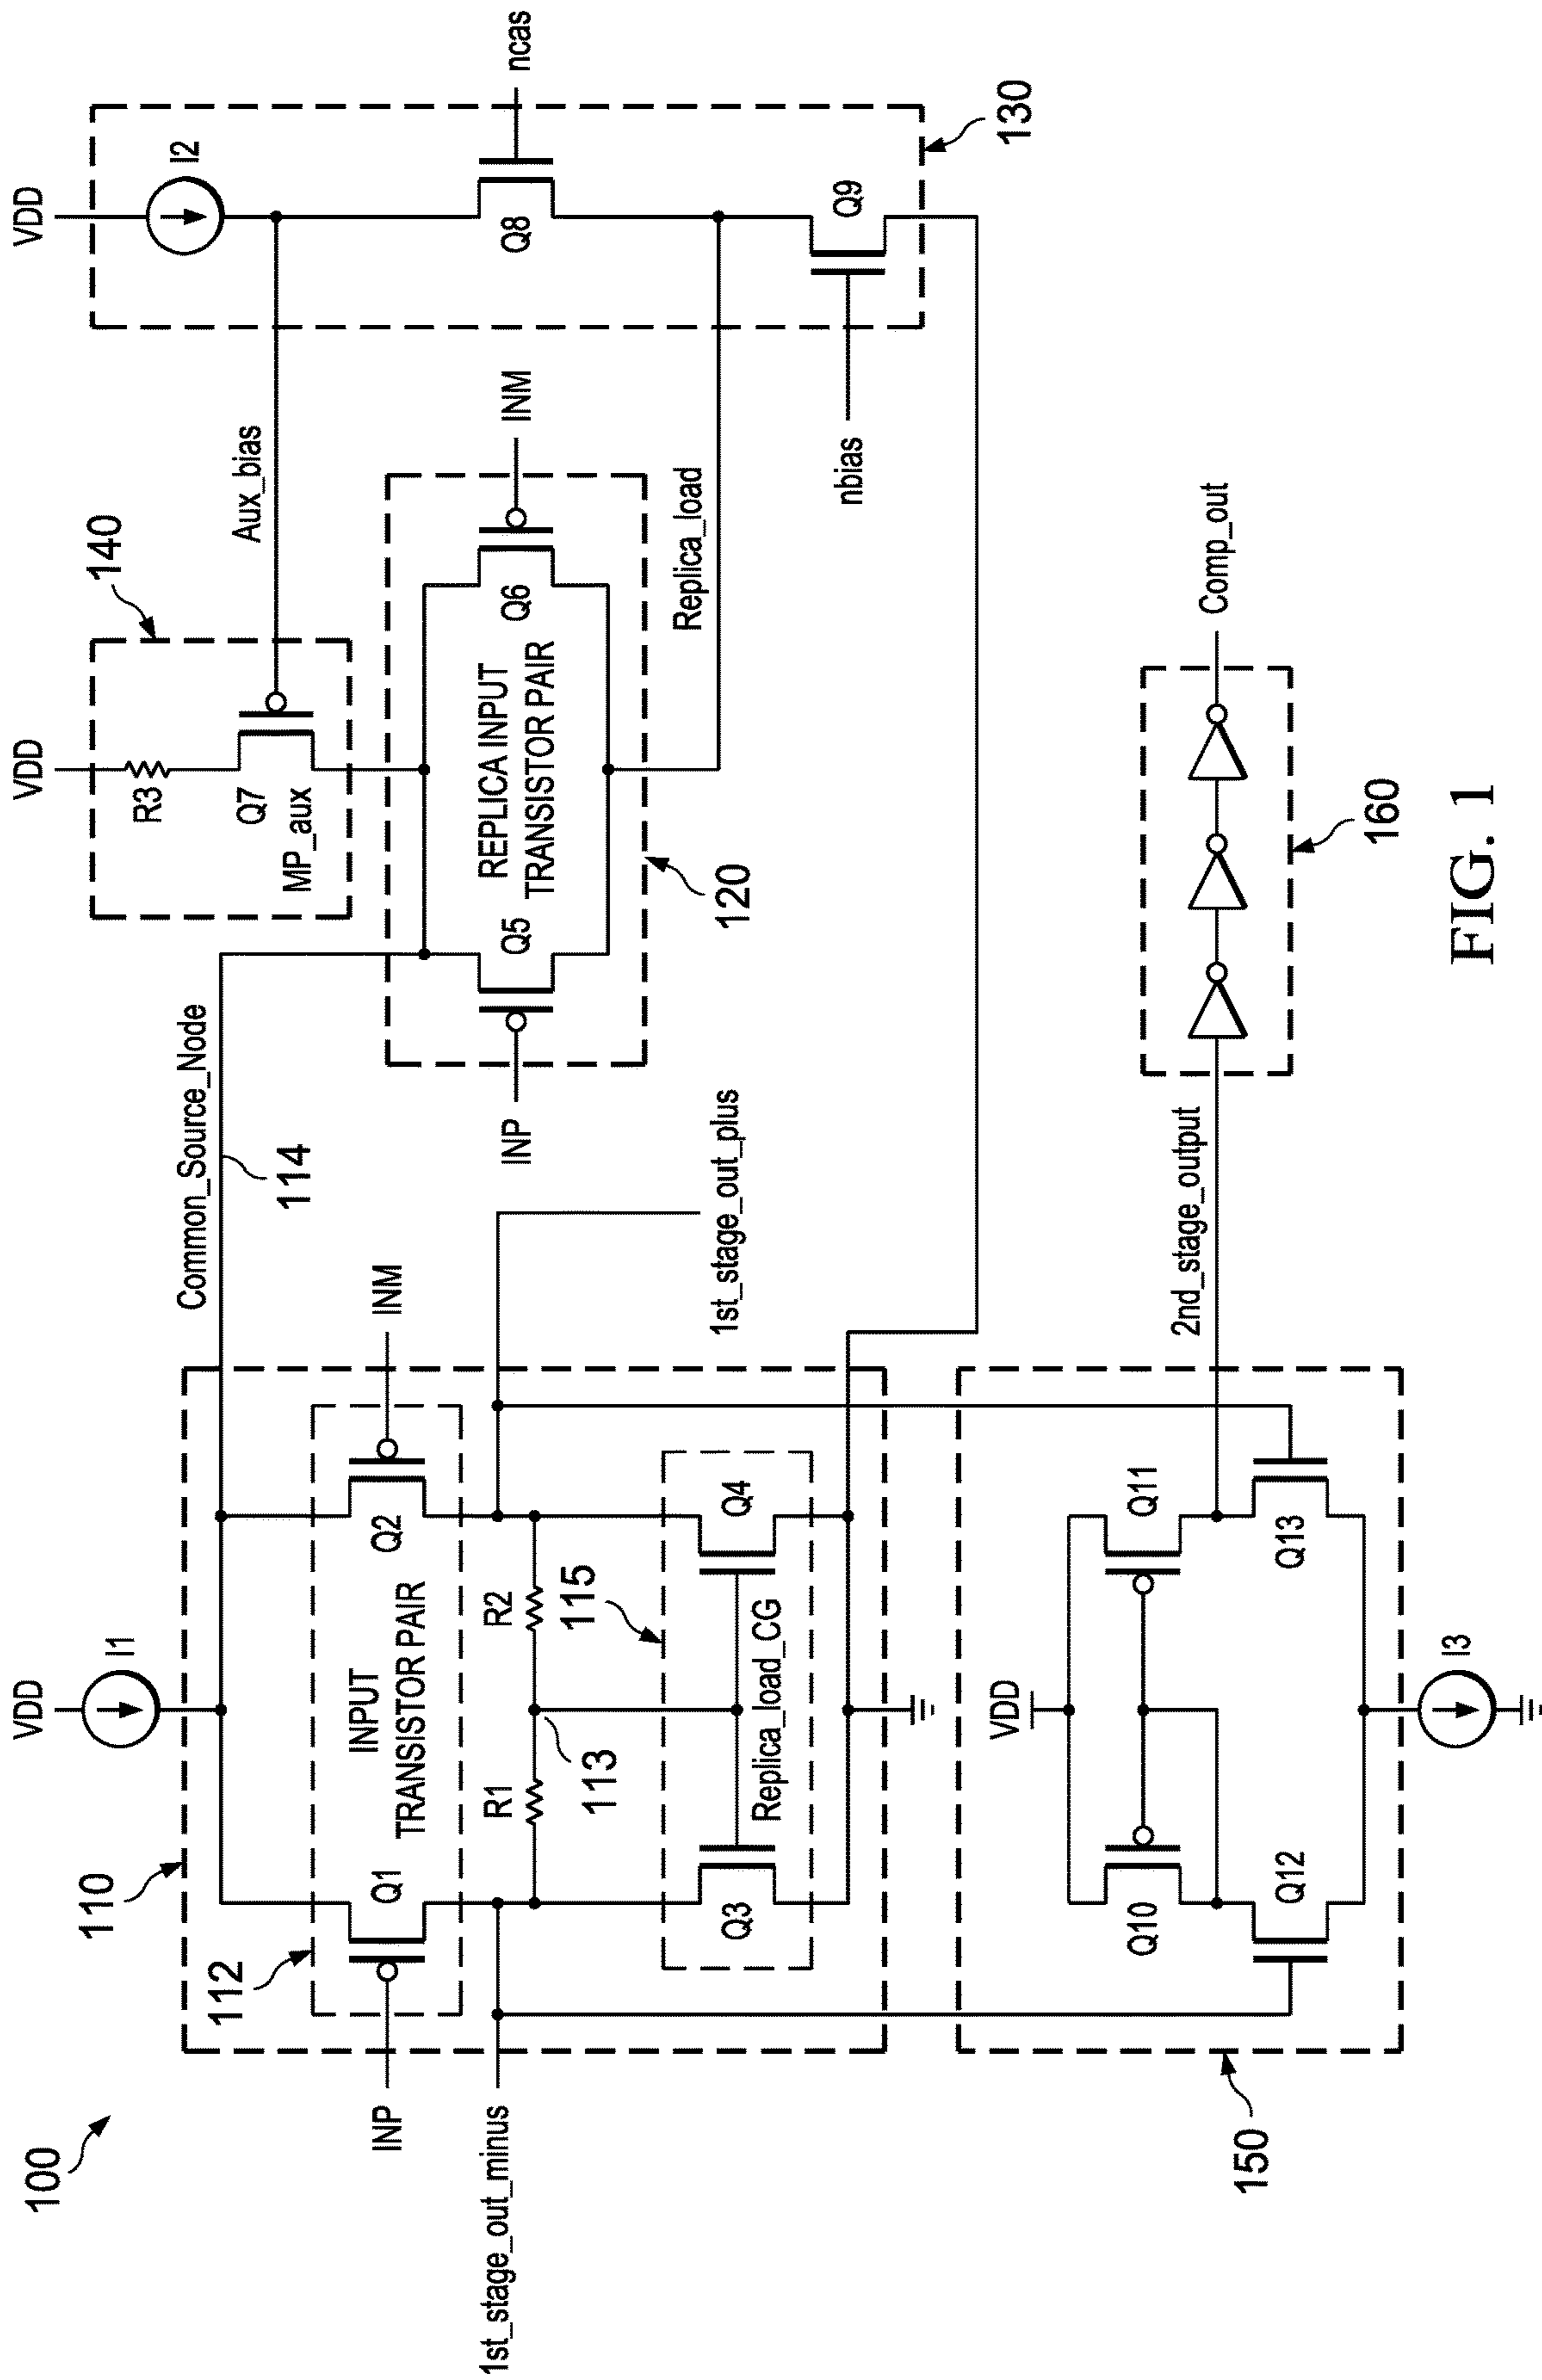 100
VDD
I1
110
112
INP
Q1
INPUT
TRANSISTOR PAIR
Q2
INM
Common_Source_Node
114
1st_stage_out_minus
R1
113
R2
115
Q3
Replica_load_CG
Q4
1st_stage_out_plus
VDD
R3
Q7
MP_aux
140
Aux_bias
INP
Q5
REPLICA INPUT
TRANSISTOR PAIR
Q6
INM
120
Replica_load
VDD
I2
Q8
ncas
nbias
Q9
130
150
VDD
Q10
Q11
Q12
Q13
I3
2nd_stage_output
160
Comp_out
FIG. 1